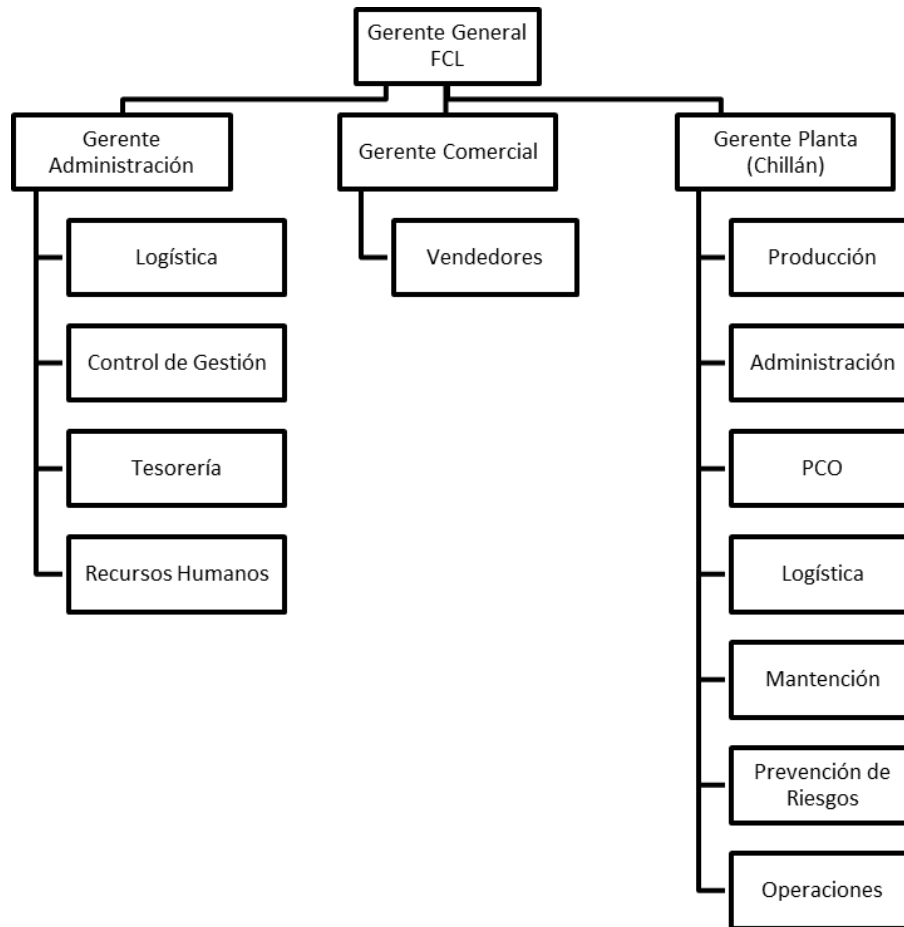 Gerente General
FCL
Gerente
Administración
Gerente Comercial
Gerente Planta
(Chillán)
Logística
Control de Gestión
Tesorería
Recursos Humanos
Vendedores
Producción
Administración
PCO
Logística
Mantención
Prevención de
Riesgos
Operaciones